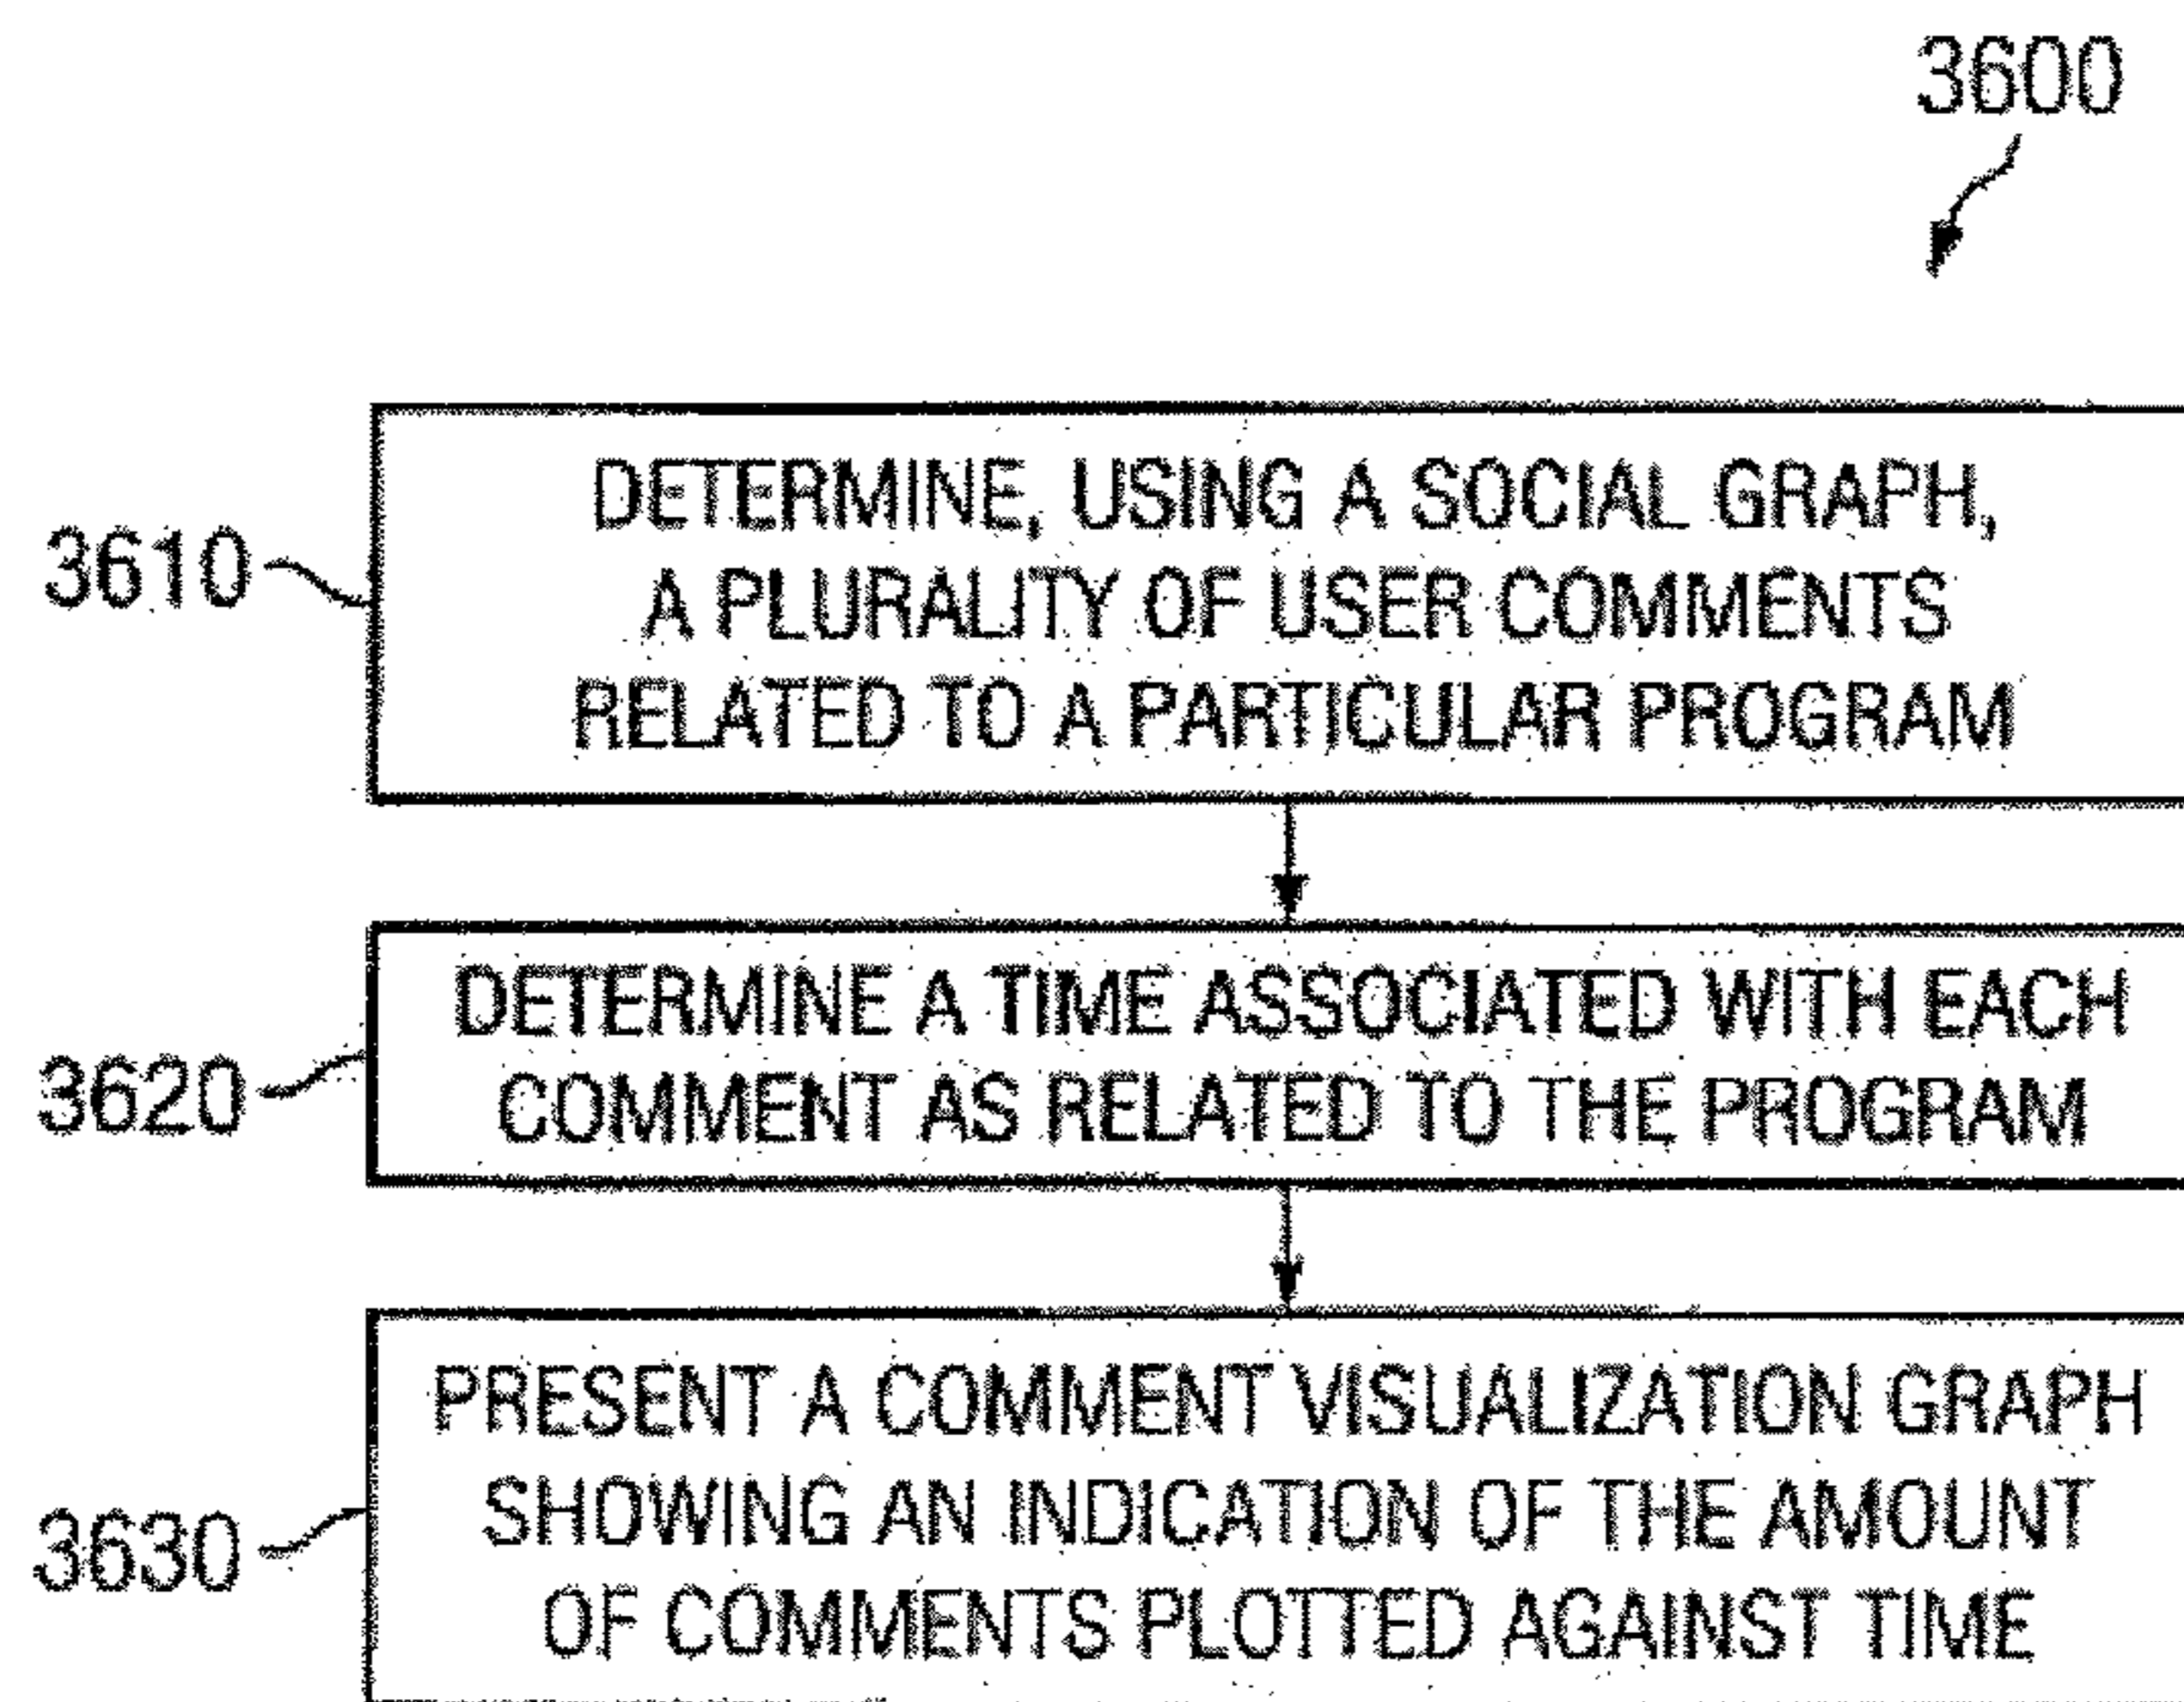 3600
3610
DETERMINE, USING A SOCIAL GRAPH,
A PLURALITY OF USER COMMENTS
RELATED TO A PARTICULAR PROGRAM
3620
DETERMINE A TIME ASSOCIATED WITH EACH
COMMENT AS RELATED TO THE PROGRAM
3630
PRESENT A COMMENT VISUALIZATION GRAPH
SHOWING AN INDICATION OF THE AMOUNT
OF COMMENTS PLOTTED AGAINST TIME